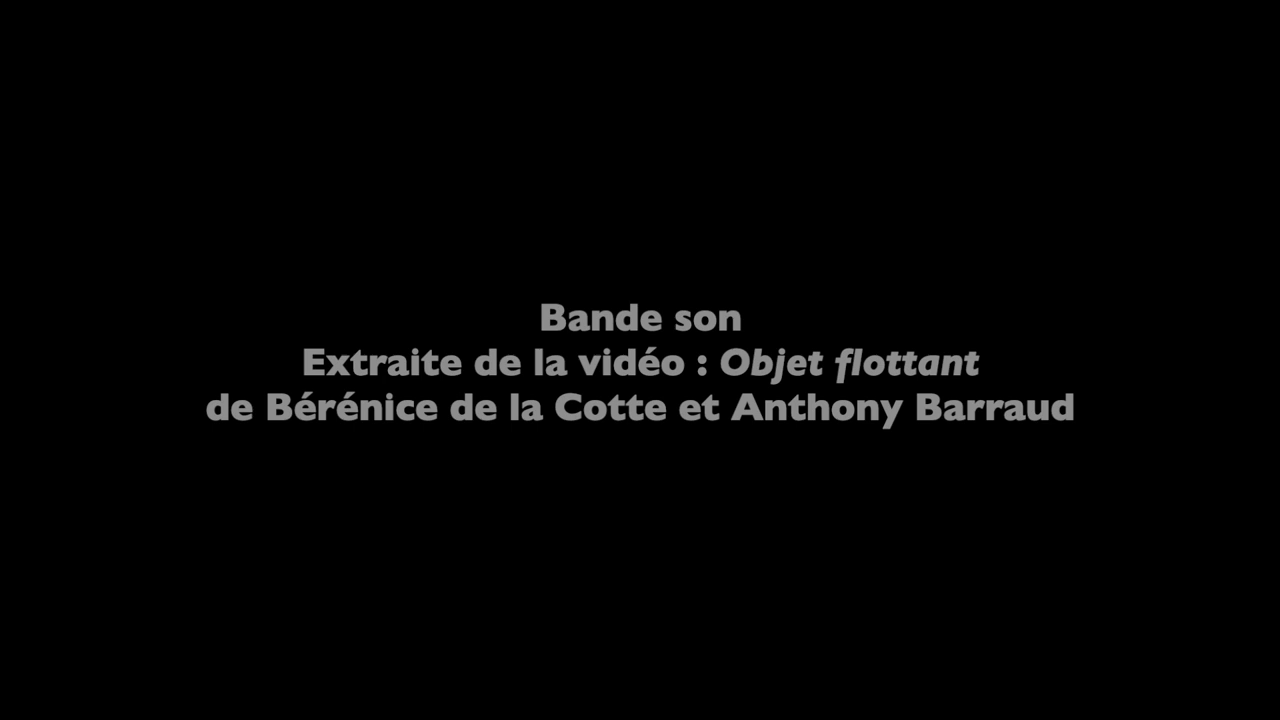 Bande son
Extraite de la vidéo : Objet flottant
de Bérénice de la Cotte et Anthony Barraud